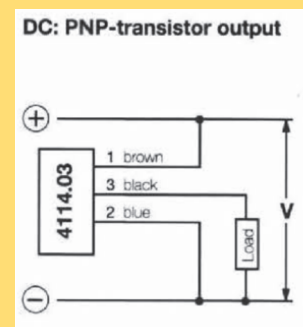 DC: PNP-transistor output
+
4114.03
1 brown
3 black
2 blue
Load
V
−